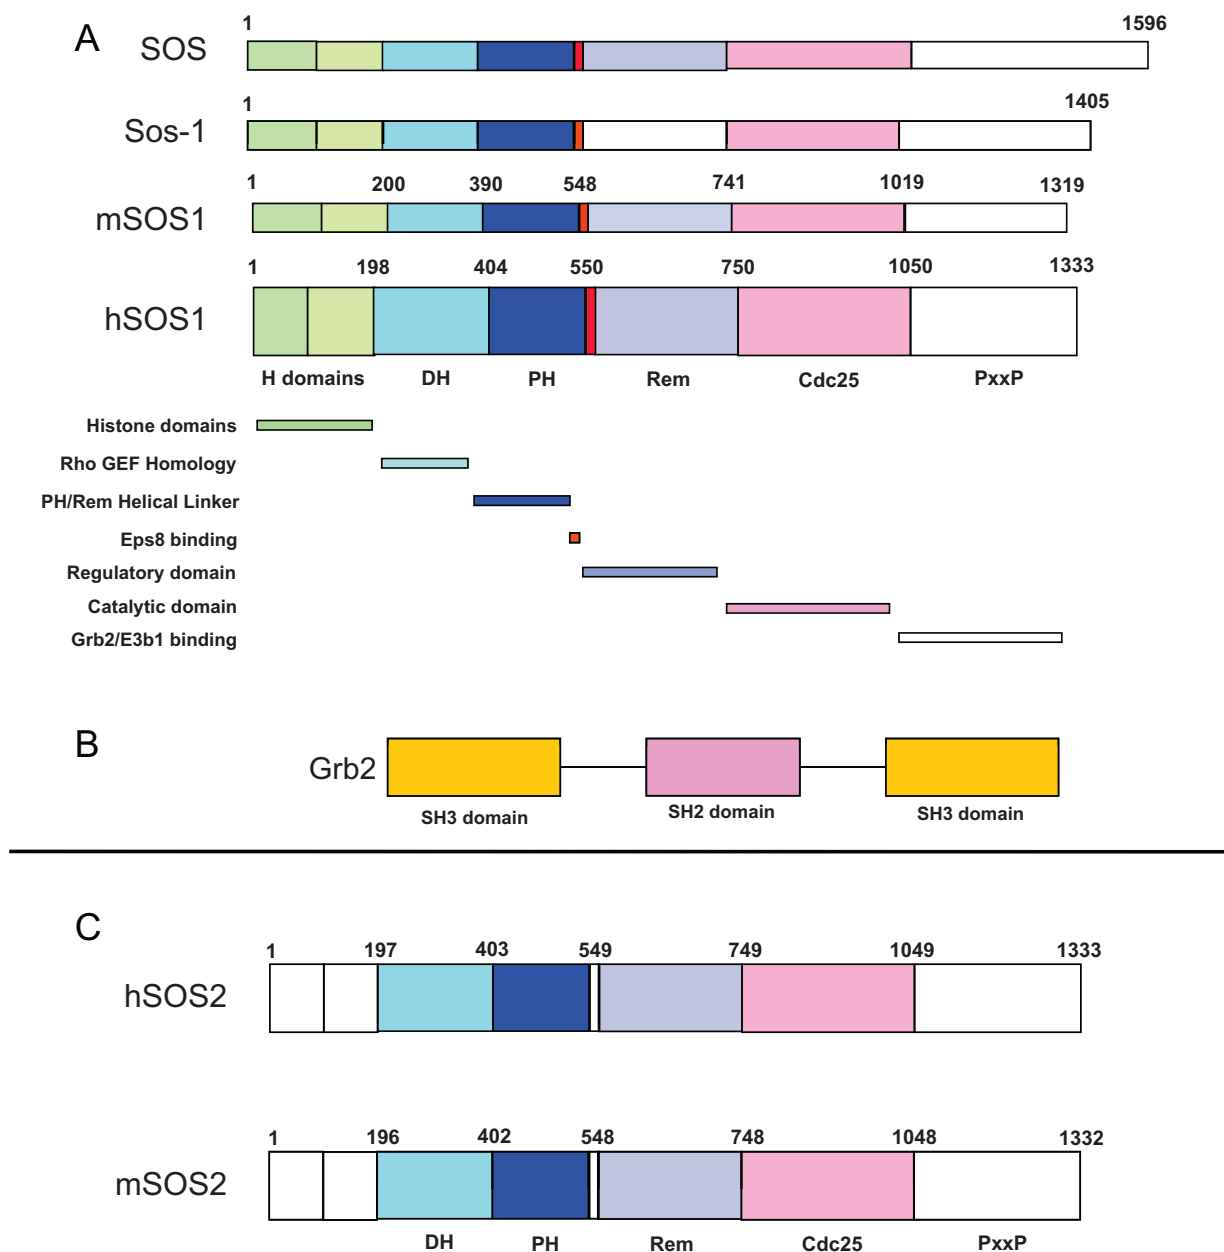 A
SOS
1 1596
Sos-1
1 1405
mSOS1
1 200 390 548 741 1019 1319
hSOS1
1 198 404 550 750 1050 1333
H domains DH PH Rem Cdc25 PxxP
Histone domains
Rho GEF Homology
PH/Rem Helical Linker
Eps8 binding
Regulatory domain
Catalytic domain
Grb2/E3b1 binding
B
Grb2
SH3 domain SH2 domain SH3 domain
C
1 197 403 549 749 1049 1333
hSOS2
1 196 402 548 748 1048 1332
mSOS2
DH PH Rem Cdc25 PxxP